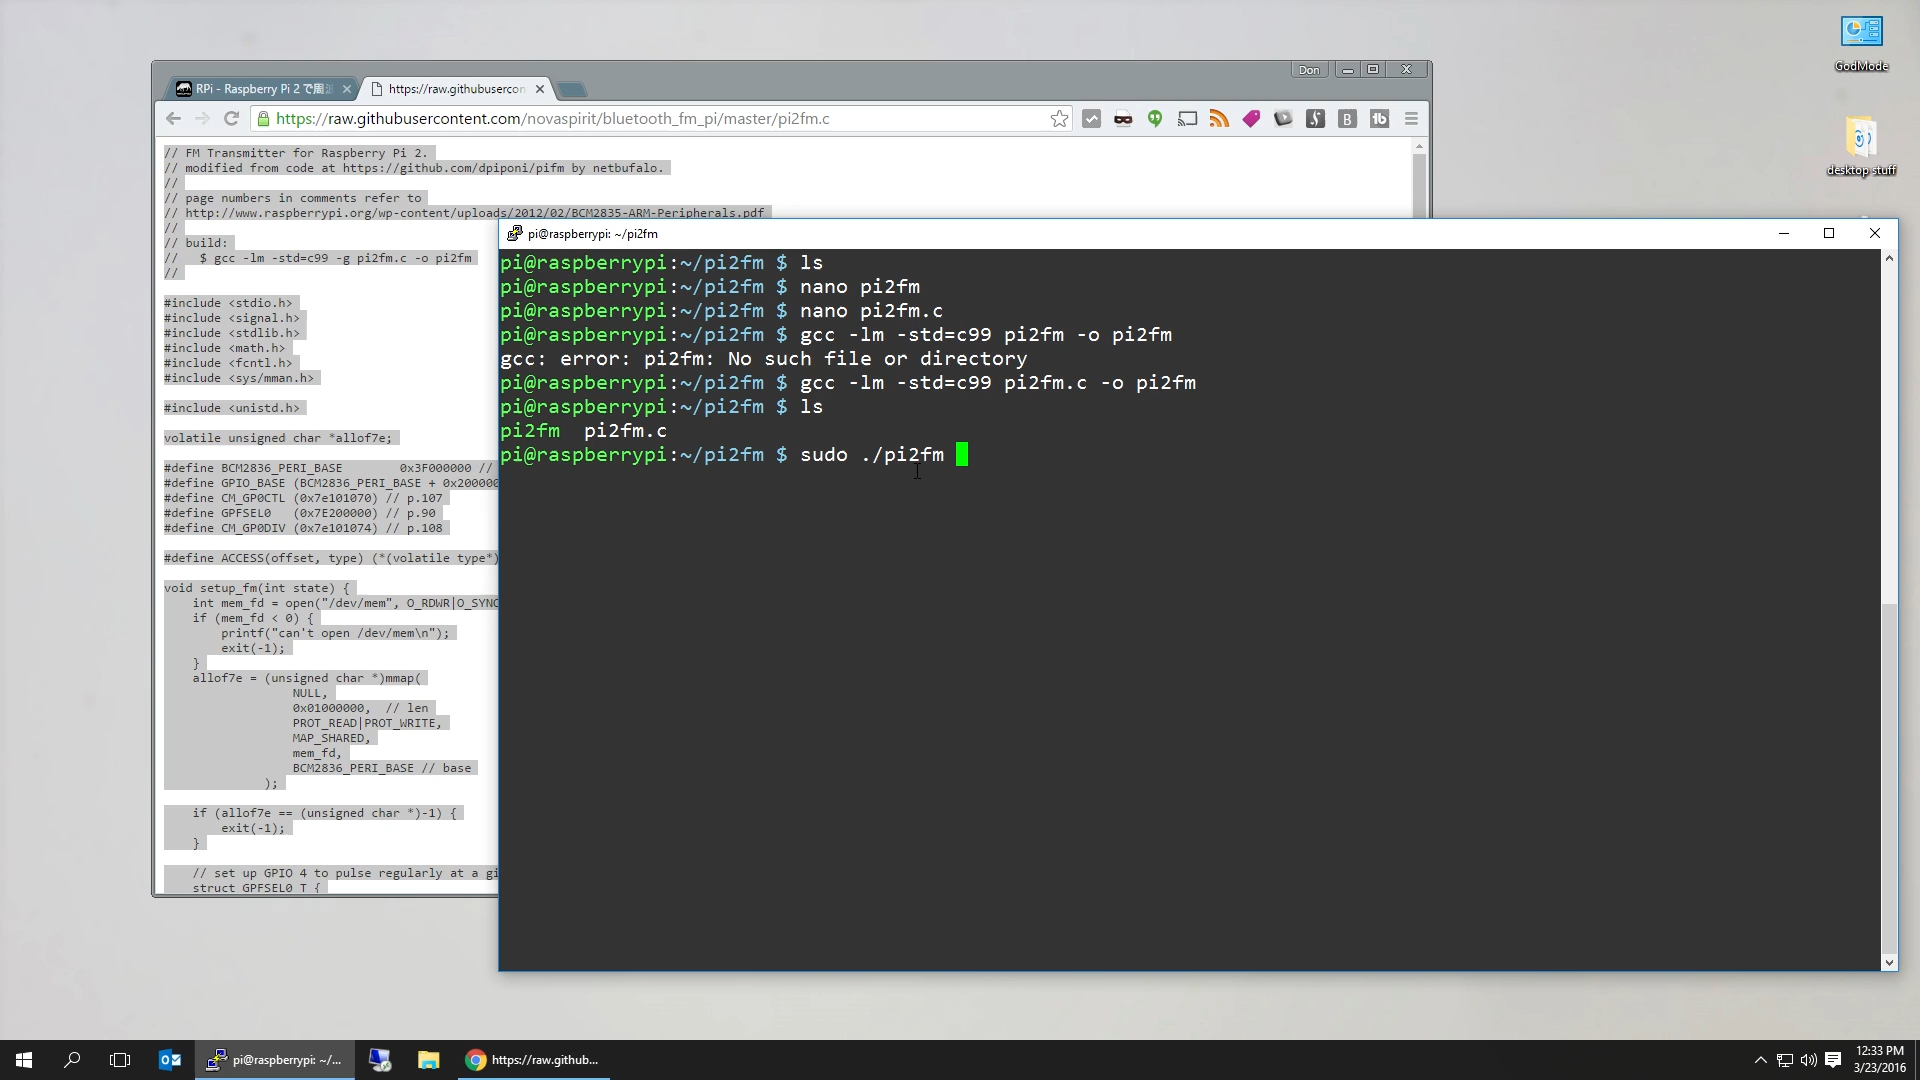 GodMode
desktop stuff
Don
RPi - Raspberry Pi 2 で周
https://raw.githubusercon
https://raw.githubusercontent.com/novaspirit/bluetooth_fm_pi/master/pi2fm.c
// FM Transmitter for Raspberry Pi 2.
// modified from code at https://github.com/dpiponi/pifm by netbufalo.
//
// page numbers in comments refer to
// http://www.raspberrypi.org/wp-content/uploads/2012/02/BCM2835-ARM-Peripherals.pdf
//
// build:
//   $ gcc -lm -std=c99 -g pi2fm.c -o pi2fm
//
#include <stdio.h>
#include <signal.h>
#include <stdlib.h>
#include <math.h>
#include <fcntl.h>
#include <sys/mman.h>
#include <unistd.h>
volatile unsigned char *allof7e;
#define BCM2836_PERI_BASE        0x3F000000 //
#define GPIO_BASE (BCM2836_PERI_BASE + 0x200000
#define CM_GP0CTL (0x7e101070) // p.107
#define GPFSEL0   (0x7E200000) // p.90
#define CM_GP0DIV (0x7e101074) // p.108
#define ACCESS(offset, type) (*(volatile type*)
void setup_fm(int state) {
    int mem_fd = open("/dev/mem", O_RDWR|O_SYNC
    if (mem_fd < 0) {
        printf("can't open /dev/mem\n");
        exit(-1);
    }
    allof7e = (unsigned char *)mmap(
                  NULL,
                  0x01000000,  // len
                  PROT_READ|PROT_WRITE,
                  MAP_SHARED,
                  mem_fd,
                  BCM2836_PERI_BASE // base
              );
    if (allof7e == (unsigned char *)-1) {
        exit(-1);
    }
    // set up GPIO 4 to pulse regularly at a gi
    struct GPFSEL0_T {
pi@raspberrypi: ~/pi2fm
pi@raspberrypi:~/pi2fm $ ls
pi@raspberrypi:~/pi2fm $ nano pi2fm
pi@raspberrypi:~/pi2fm $ nano pi2fm.c
pi@raspberrypi:~/pi2fm $ gcc -lm -std=c99 pi2fm -o pi2fm
gcc: error: pi2fm: No such file or directory
pi@raspberrypi:~/pi2fm $ gcc -lm -std=c99 pi2fm.c -o pi2fm
pi@raspberrypi:~/pi2fm $ ls
pi2fm  pi2fm.c
pi@raspberrypi:~/pi2fm $ sudo ./pi2fm
pi@raspberrypi: ~/...
https://raw.github...
12:33 PM
3/23/2016